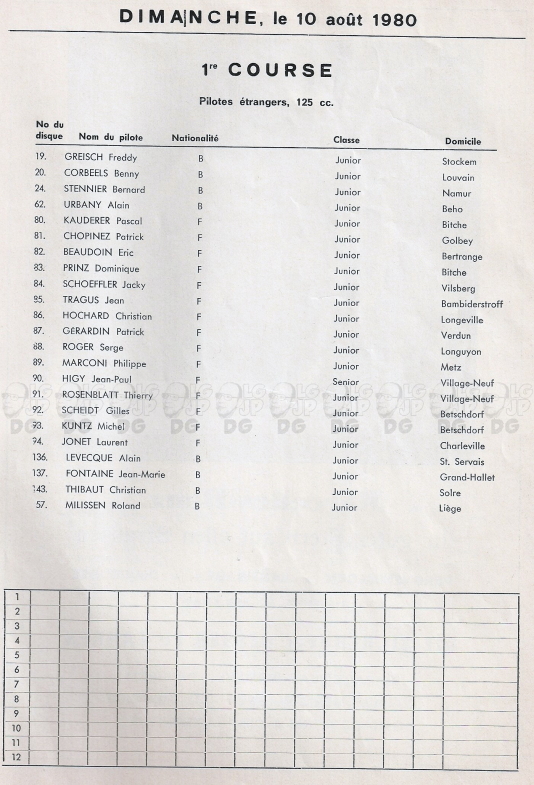 DIMANCHE, le 10 août 1980
1re COURSE
Pilotes étrangers, 125 cc.
No du disque Nom du pilote Nationalité Classe Domicile
19. GREISCH Freddy B Junior Stockem
20. CORBEELS Benny B Junior Louvain
24. STENNIER Bernard B Junior Namur
62. URBANY Alain B Junior Beho
80. KAUDERER Pascal F Junior Bitche
81. CHOPINEZ Patrick F Junior Golbey
82. BEAUDOIN Eric F Junior Bertrange
83. PRINZ Dominique F Junior Bitche
84. SCHOEFFLER Jacky F Junior Vilsberg
85. TRAGUS Jean F Junior Bambiderstroff
86. HOCHARD Christian F Junior Longeville
87. GÉRARDIN Patrick F Junior Verdun
88. ROGER Serge F Junior Longuyon
89. MARCONI Philippe F Junior Metz
90. HIGY Jean-Paul F Senior Village-Neuf
91. ROSENBLATT Thierry F Junior Village-Neuf
92. SCHEIDT Gilles F Junior Betschdorf
93. KUNTZ Michel F Junior Betschdorf
94. JONET Laurent F Junior Charleville
136. LEVECQUE Alain B Junior St. Servais
137. FONTAINE Jean-Marie B Junior Grand-Hallet
143. THIBAUT Christian B Junior Solre
57. MILISSEN Roland B Junior Liège
1
2
3
4
5
6
7
8
9
10
11
12